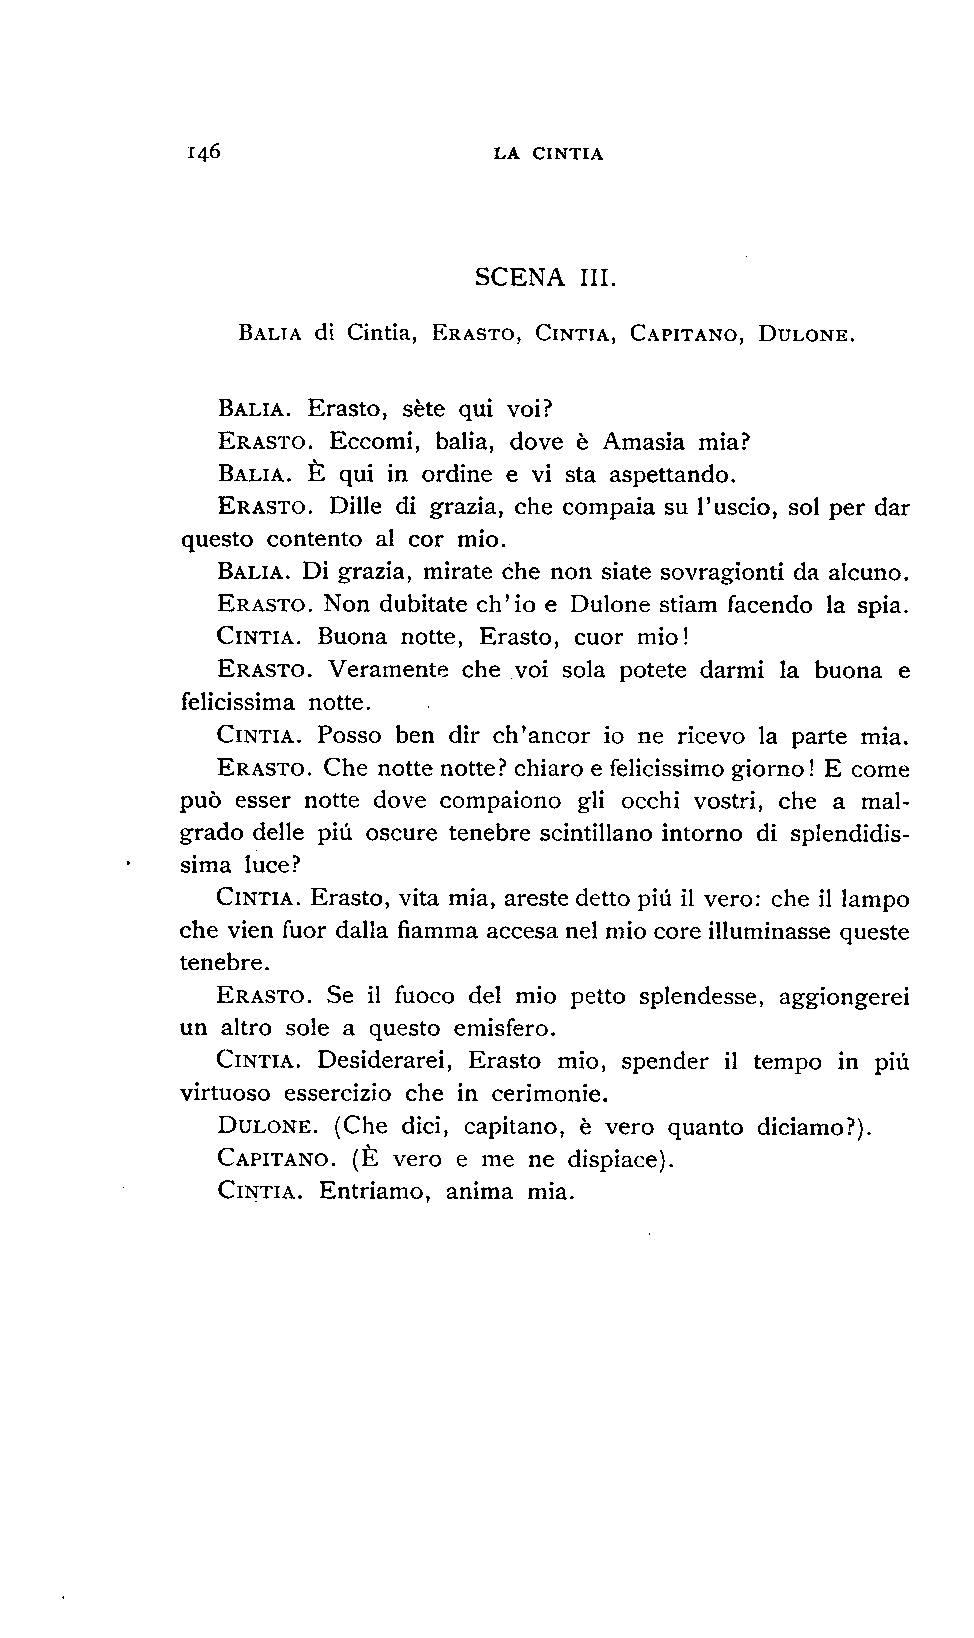 146 LA CINTIA
SCENA III.
BALIA di Cintia, ERASTO, CINTIA, CAPITANO, DULONE.
BALIA. Erasto, sète qui voi?
ERASTO. Eccomi, balia, dove è Amasia mia?
BALIA. È qui in ordine e vi sta aspettando.
ERASTO. Dille di grazia, che compaia su l'uscio, sol per dar
questo contento al cor mio.
BALIA. Di grazia, mirate che non siate sovragionti da alcuno.
ERASTO. Non dubitate ch'io e Dulone stiam facendo la spia.
CINTIA. Buona notte, Erasto, cuor mio!
ERASTO. Veramente che voi sola potete darmi la buona e
felicissima notte.
CINTIA. Posso ben dir ch'ancor io ne ricevo la parte mia.
ERASTO. Che notte notte? chiaro e felicissimo giorno! E come
può esser notte dove compaiono gli occhi vostri, che a mal-
grado delle piú oscure tenebre scintillano intorno di splendidis-
sima luce?
CINTIA. Erasto, vita mia, areste detto piú il vero: che il lampo
che vien fuor dalla fiamma accesa nel mio core illuminasse queste
tenebre.
ERASTO. Se il fuoco del mio petto splendesse, aggiongerei
un altro sole a questo emisfero.
CINTIA. Desiderarei, Erasto mio, spender il tempo in piú
virtuoso essercizio che in cerimonie.
DULONE. (Che dici, capitano, è vero quanto diciamo?).
CAPITANO. (È vero e me ne dispiace).
CINTIA. Entriamo, anima mia.